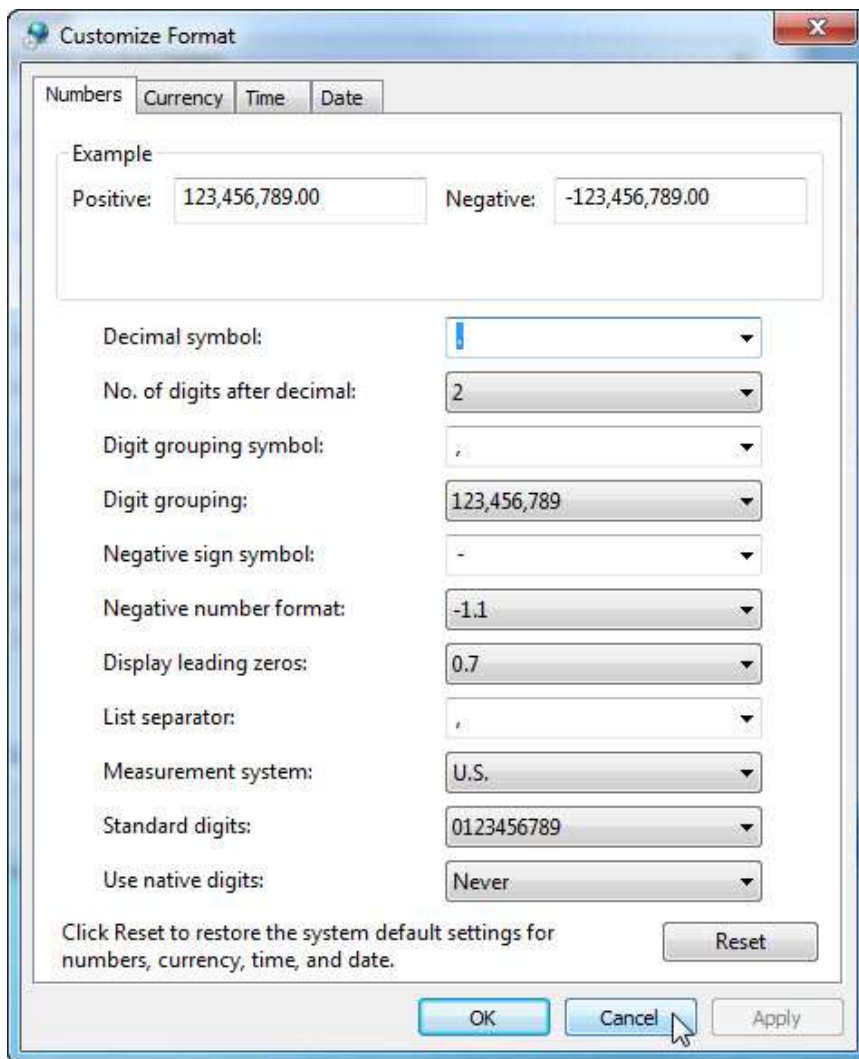 Customize Format
Numbers Currency Time Date
Example
Positive: 123,456,789.00 Negative: -123,456,789.00
Decimal symbol: .
No. of digits after decimal: 2
Digit grouping symbol: ,
Digit grouping: 123,456,789
Negative sign symbol: -
Negative number format: -1.1
Display leading zeros: 0.7
List separator: ,
Measurement system: U.S.
Standard digits: 0123456789
Use native digits: Never
Click Reset to restore the system default settings for
numbers, currency, time, and date.
Reset
OK Cancel Apply